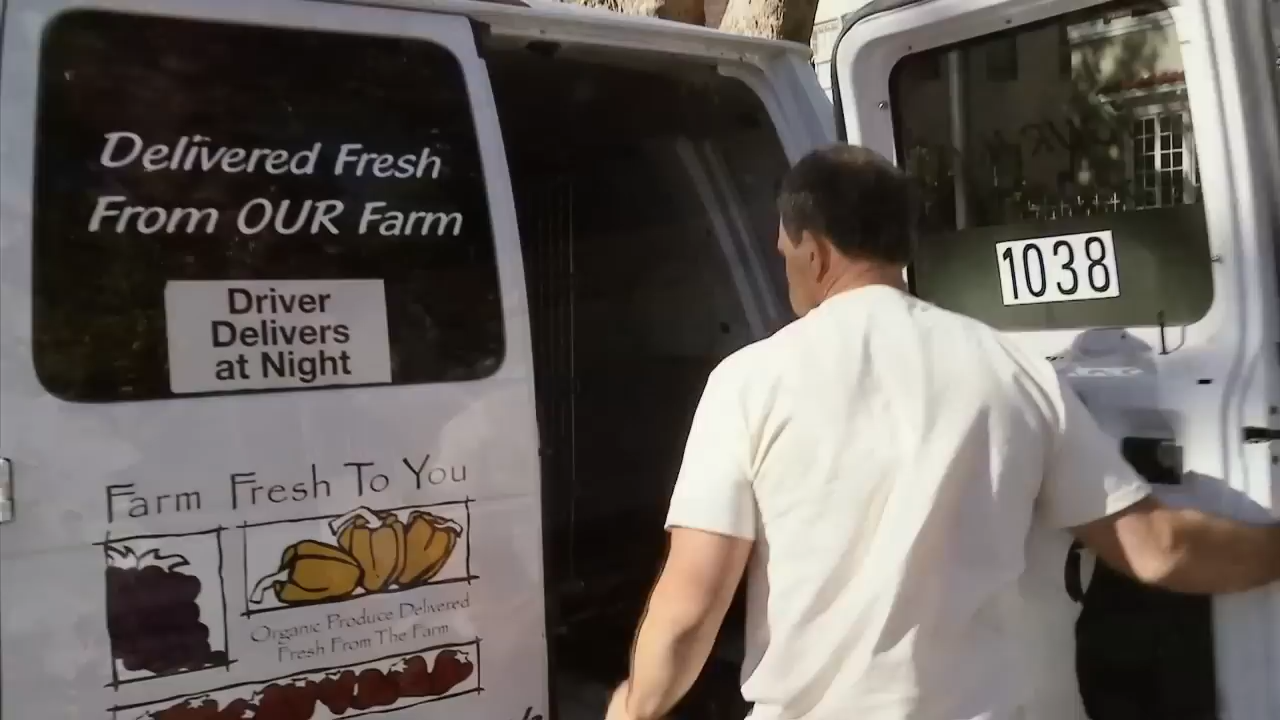 Delivered Fresh
From OUR Farm
Driver
Delivers
at Night
1038
Farm Fresh To You
Organic Produce Delivered
Fresh From The Farm